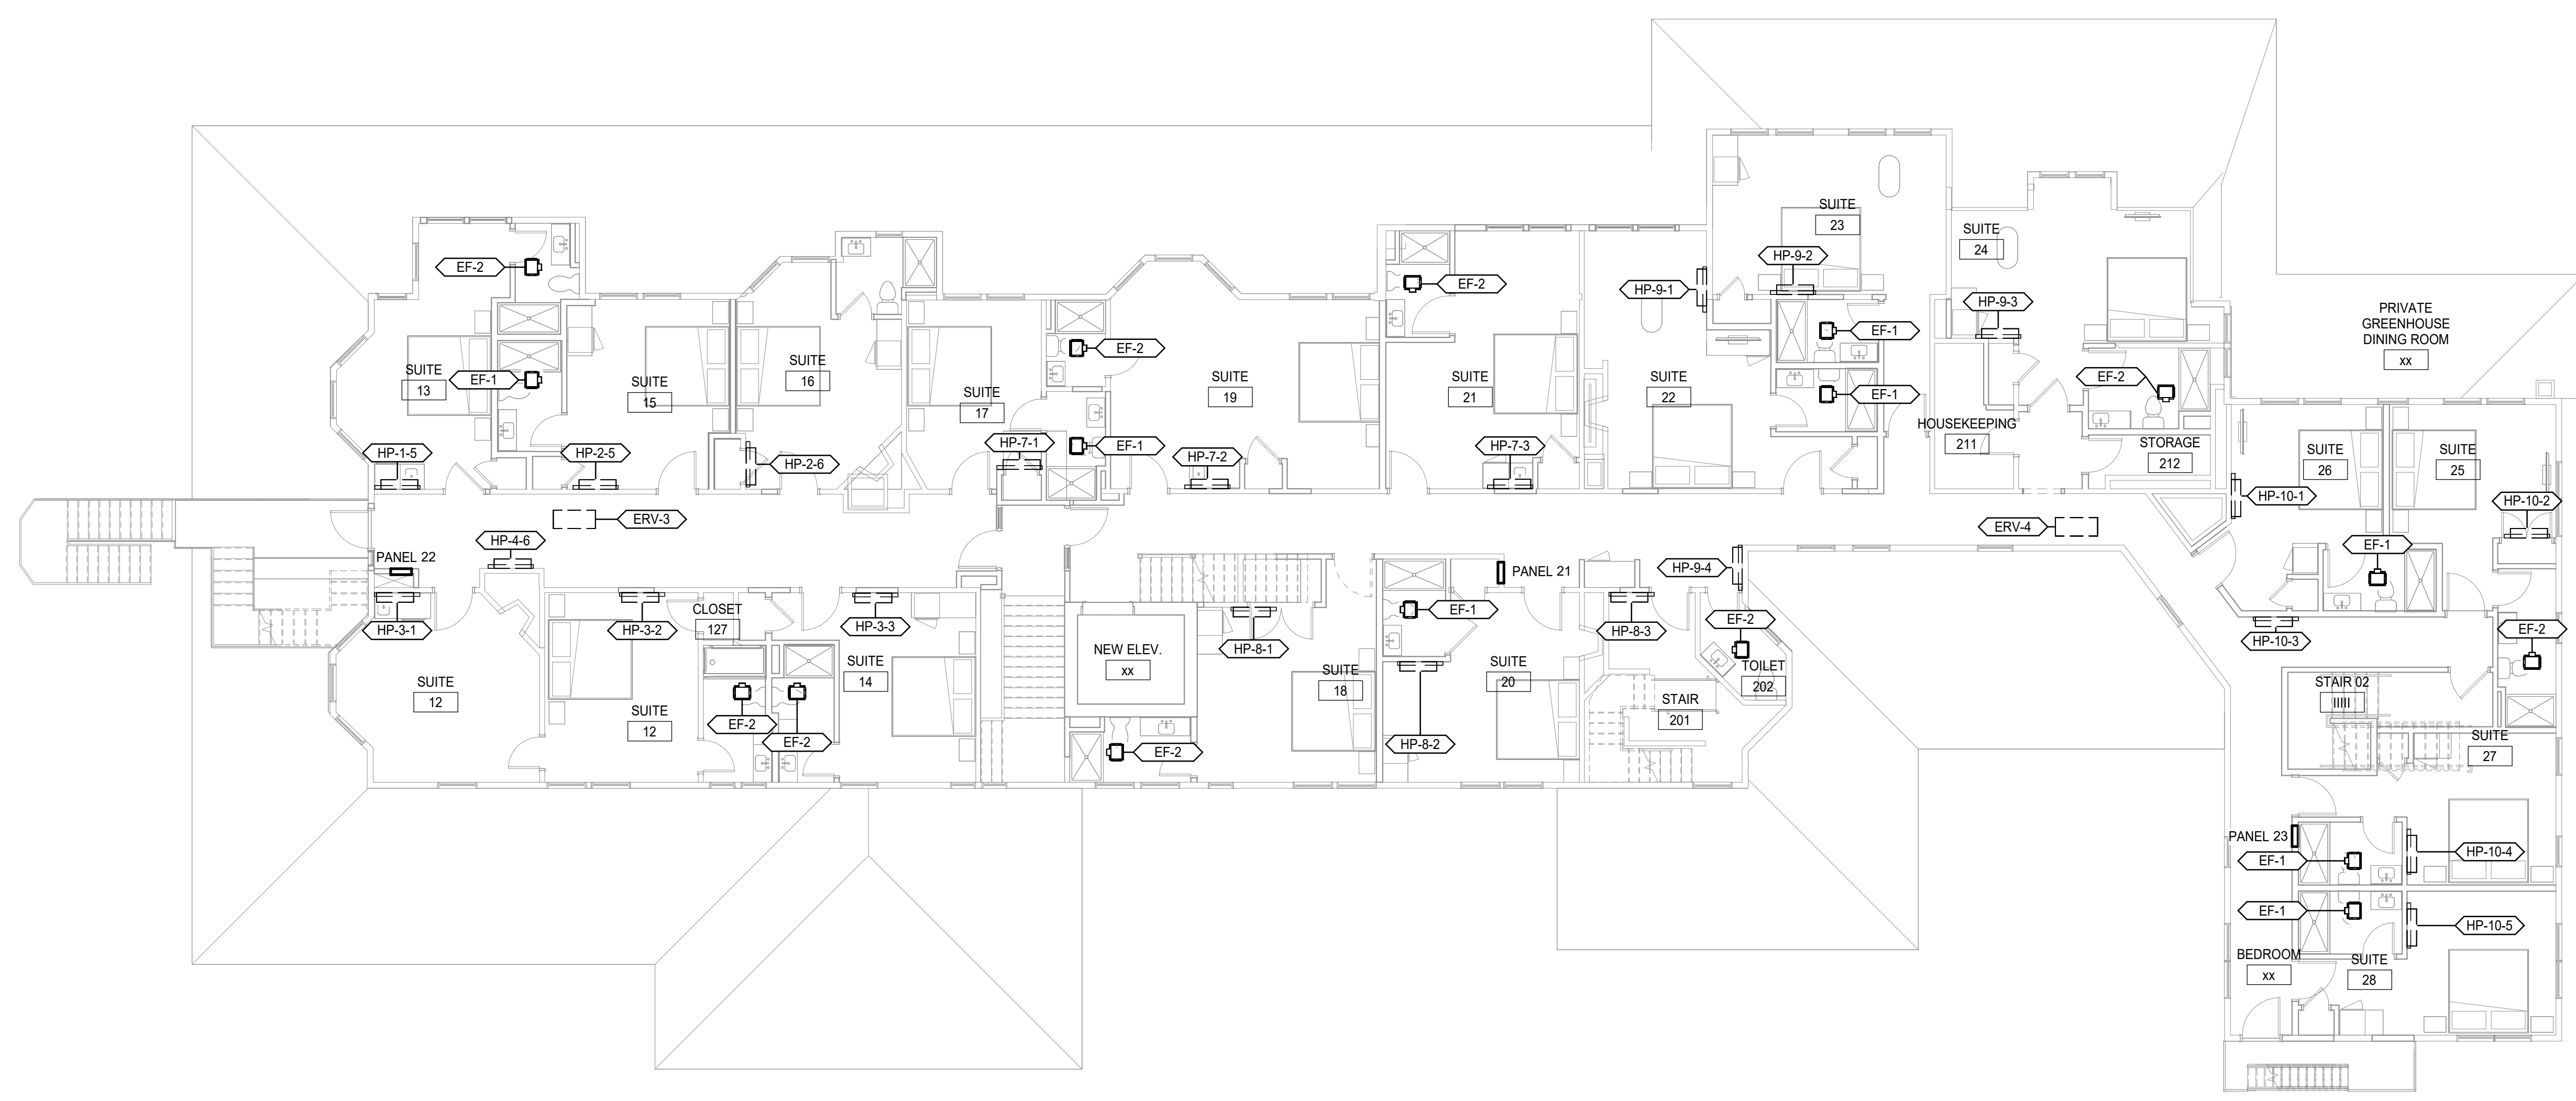 SUITE
23
SUITE
24
HP-9-2
EF-2
EF-2
HP-9-1
HP-9-3
PRIVATE
GREENHOUSE
DINING ROOM
xx
EF-1
EF-2
SUITE
16
SUITE
13
EF-1
SUITE
15
SUITE
17
SUITE
19
SUITE
21
SUITE
22
EF-1
EF-2
HOUSEKEEPING
211
STORAGE
212
SUITE
26
SUITE
25
HP-1-5
HP-2-5
HP-2-6
HP-7-1
EF-1
HP-7-2
HP-7-3
HP-10-1
HP-10-2
ERV-3
ERV-4
HP-4-6
EF-1
PANEL 22
PANEL 21
HP-9-4
HP-3-1
HP-3-2
CLOSET
127
HP-3-3
HP-8-1
EF-1
HP-8-3
EF-2
HP-10-3
EF-2
NEW ELEV.
xx
SUITE
12
SUITE
12
SUITE
14
SUITE
18
SUITE
20
TOILET
202
STAIR
201
STAIR 02
IIIII
EF-2
EF-2
EF-2
HP-8-2
SUITE
27
PANEL 23
EF-1
HP-10-4
EF-1
HP-10-5
BEDROOM
xx
SUITE
28